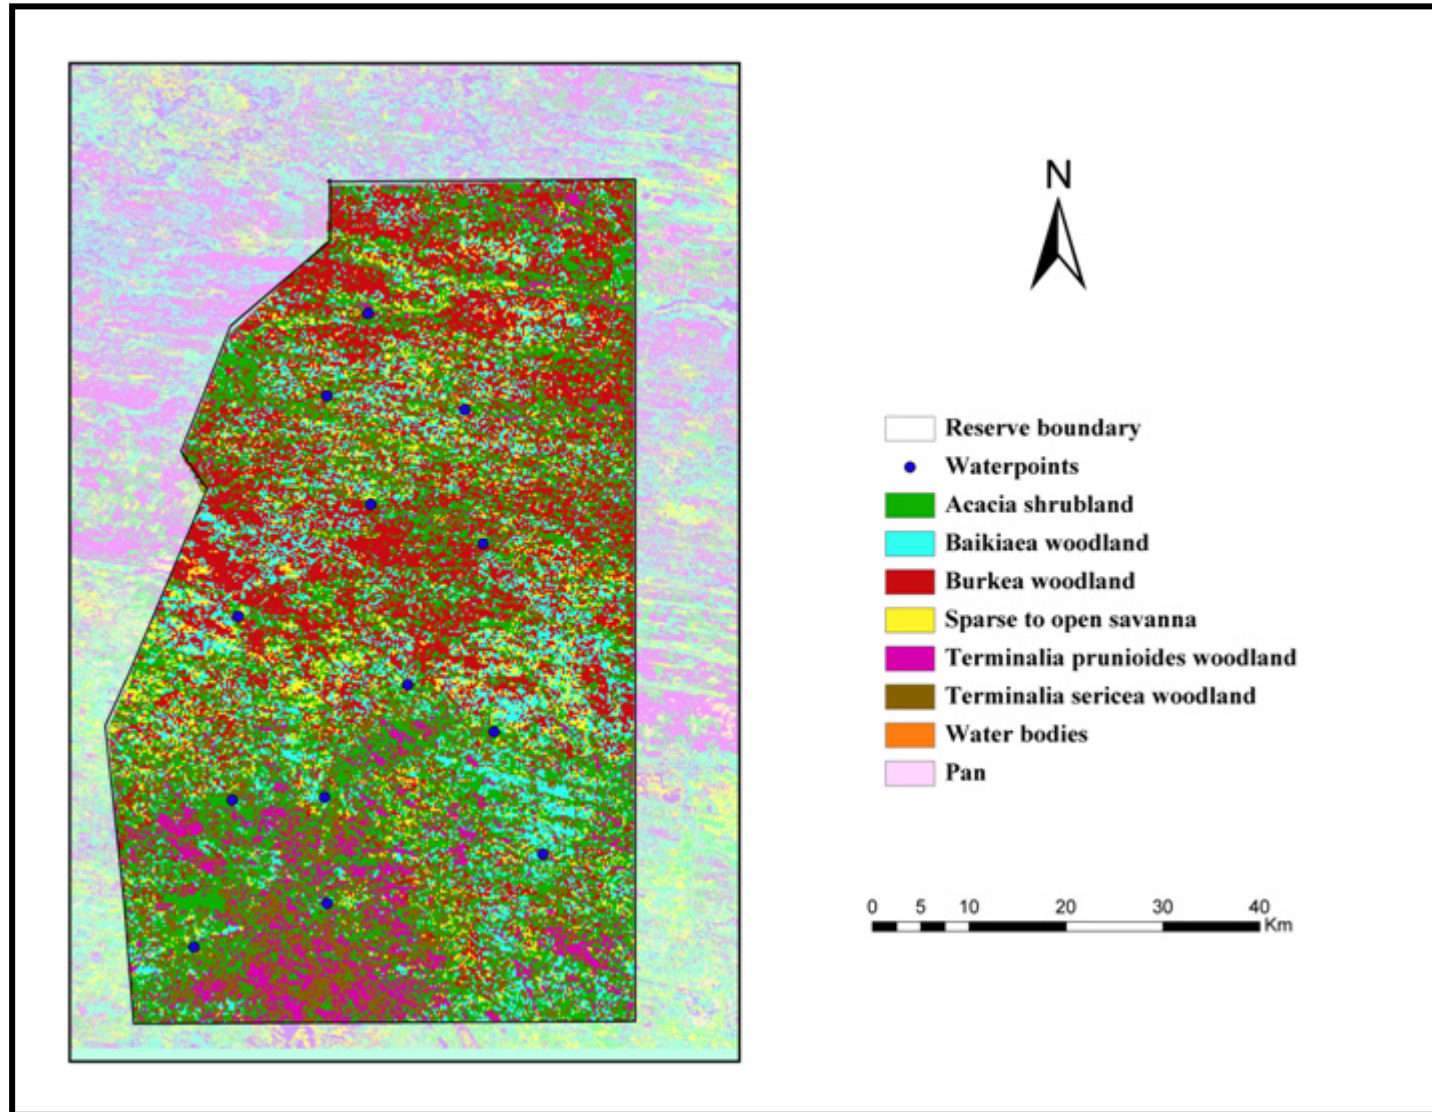 N
Reserve boundary
Waterpoints
Acacia shrubland
Baikiaea woodland
Burkea woodland
Sparse to open savanna
Terminalia prunioides woodland
Terminalia sericea woodland
Water bodies
Pan
0 5 10 20 30 40
Km